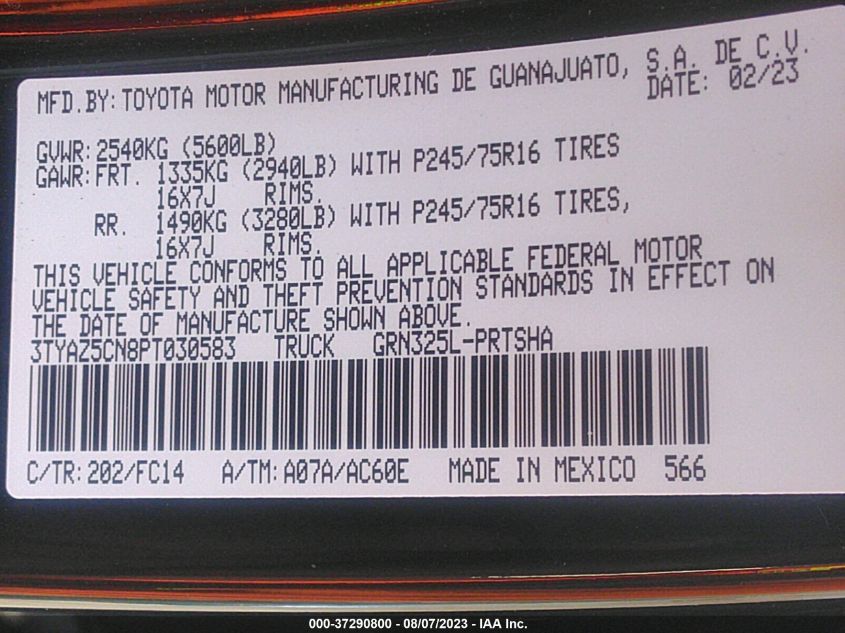 MFD.BY: TOYOTA MOTOR MANUFACTURING DE GUANAJUATO, S.A. DE C.V.
DATE: 02/23
GVWR: 2540KG (5600LB)
GAWR: FRT. 1335KG (2940LB) WITH P245/75R16 TIRES
16X7J RIMS.
RR. 1490KG (3280LB) WITH P245/75R16 TIRES,
16X7J RIMS.
THIS VEHICLE CONFORMS TO ALL APPLICABLE FEDERAL MOTOR
VEHICLE SAFETY AND THEFT PREVENTION STANDARDS IN EFFECT ON
THE DATE OF MANUFACTURE SHOWN ABOVE.
3TYAZ5CN8PT030583 TRUCK GRN325L-PRTSHA
C/TR: 202/FC14 A/TM: A07A/AC60E MADE IN MEXICO 566
000-37290800 - 08/07/2023 - IAA Inc.